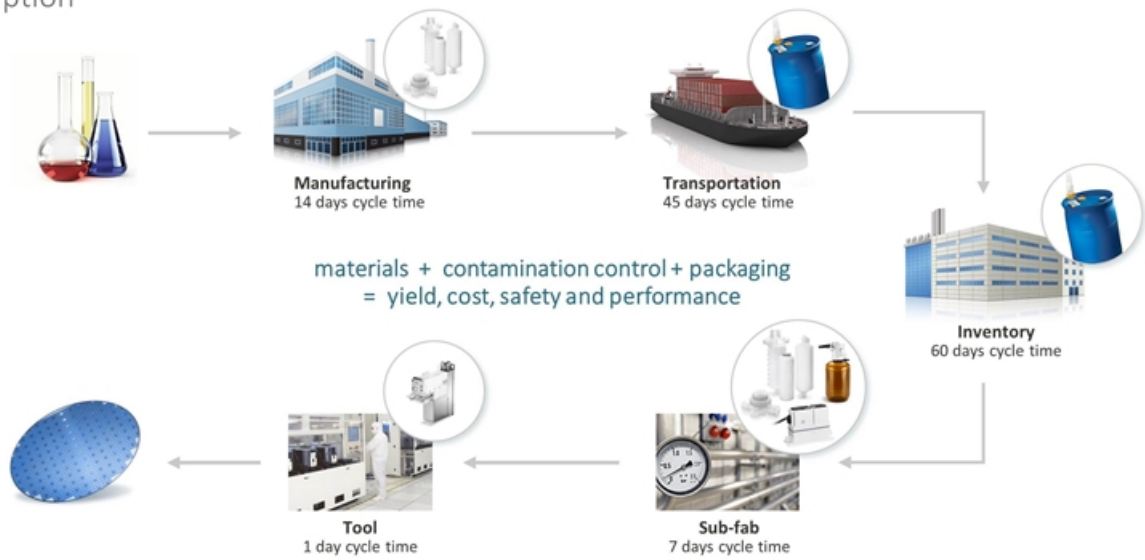 Manufacturing
14 days cycle time
Transportation
45 days cycle time
materials + contamination control + packaging
= yield, cost, safety and performance
Inventory
60 days cycle time
Tool
1 day cycle time
Sub-fab
7 days cycle time